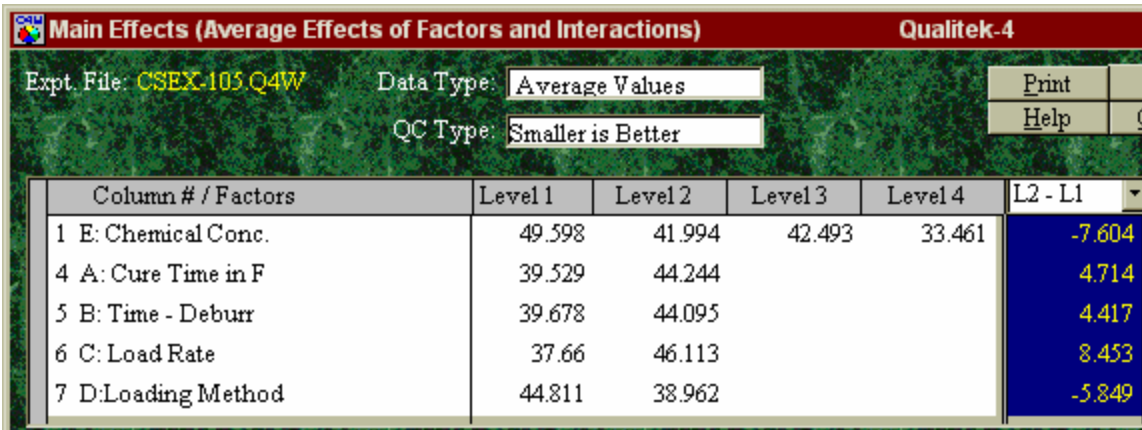 Main Effects (Average Effects of Factors and Interactions) Qualitek-4
Expt. File: CSEX-105.Q4W Data Type: Average Values Print
QC Type: Smaller is Better Help
Column # / Factors Level 1 Level 2 Level 3 Level 4 L2 - L1
1 E: Chemical Conc. 49.598 41.994 42.493 33.461 -7.604
4 A: Cure Time in F 39.529 44.244 4.714
5 B: Time - Deburr 39.678 44.095 4.417
6 C: Load Rate 37.66 46.113 8.453
7 D:Loading Method 44.811 38.962 -5.849